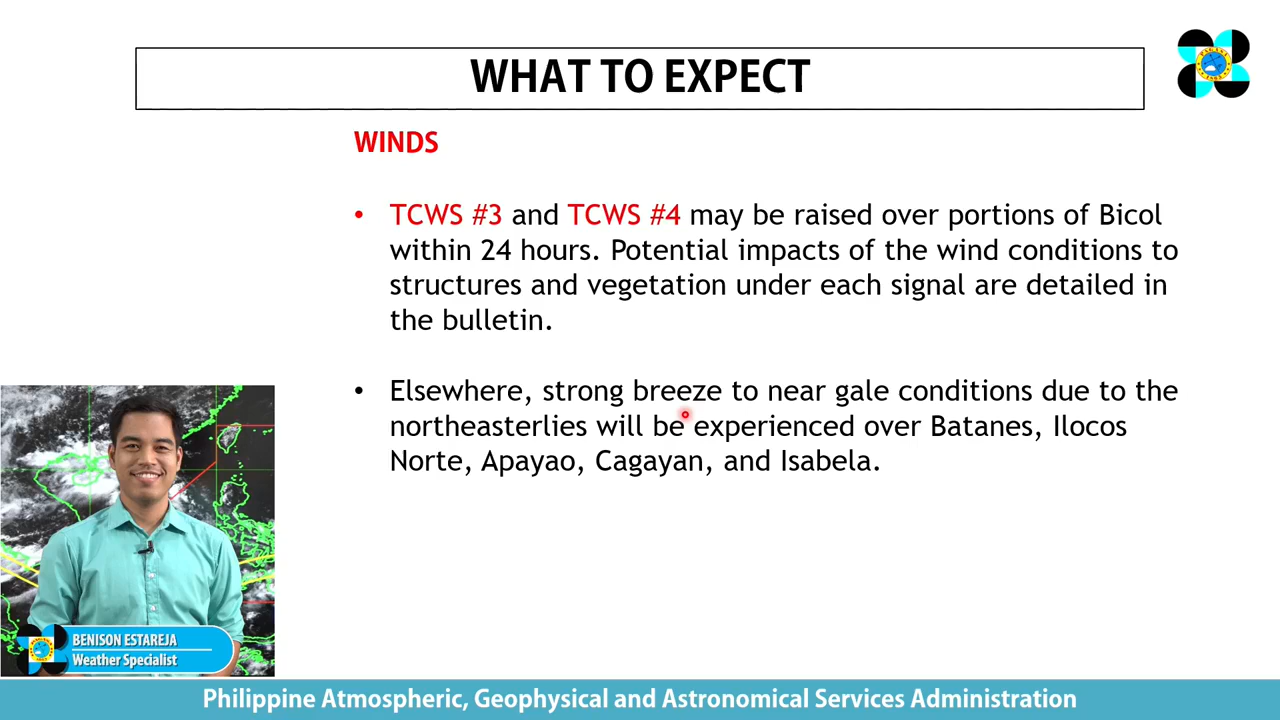 WHAT TO EXPECT
WINDS
• TCWS #3 and TCWS #4 may be raised over portions of Bicol
within 24 hours. Potential impacts of the wind conditions to
structures and vegetation under each signal are detailed in
the bulletin.
• Elsewhere, strong breeze to near gale conditions due to the
northeasterlies will be experienced over Batanes, Ilocos
Norte, Apayao, Cagayan, and Isabela.
BENISON ESTAREJA
Weather Specialist
Philippine Atmospheric, Geophysical and Astronomical Services Administration